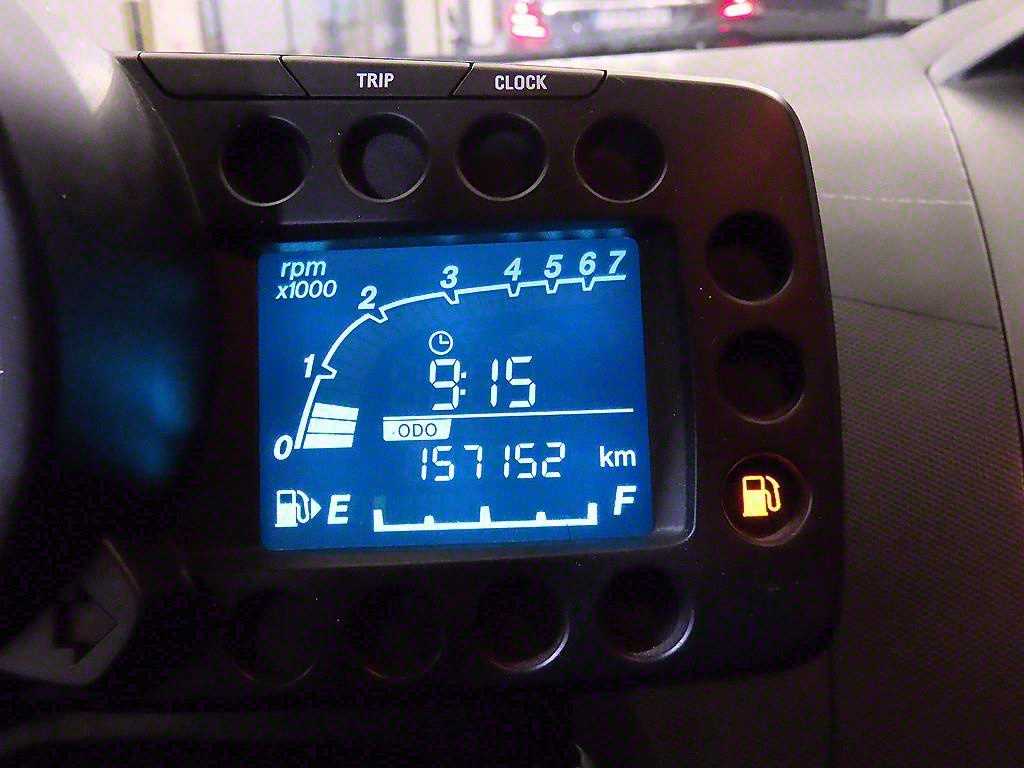 TRIP CLOCK
rpm
x1000
0 1 2 3 4 5 6 7
9:15
ODO
157152 km
E F